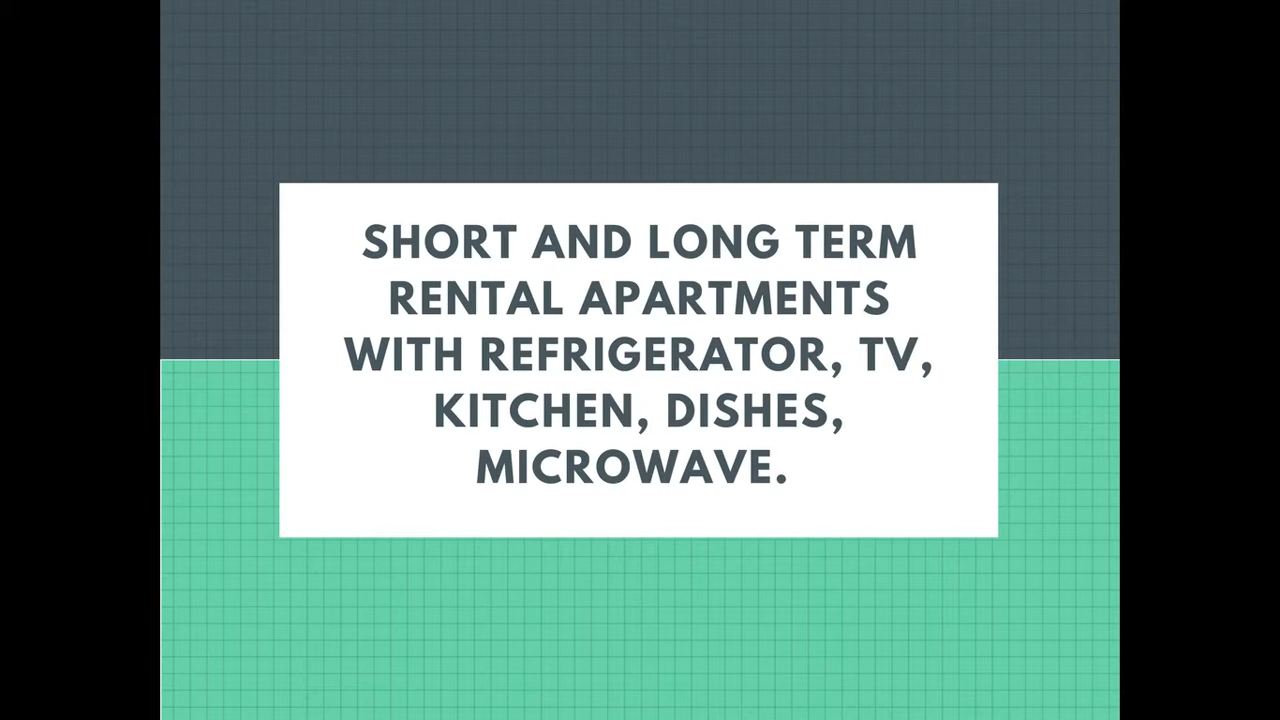 SHORT AND LONG TERM
RENTAL APARTMENTS
WITH REFRIGERATOR, TV,
KITCHEN, DISHES,
MICROWAVE.